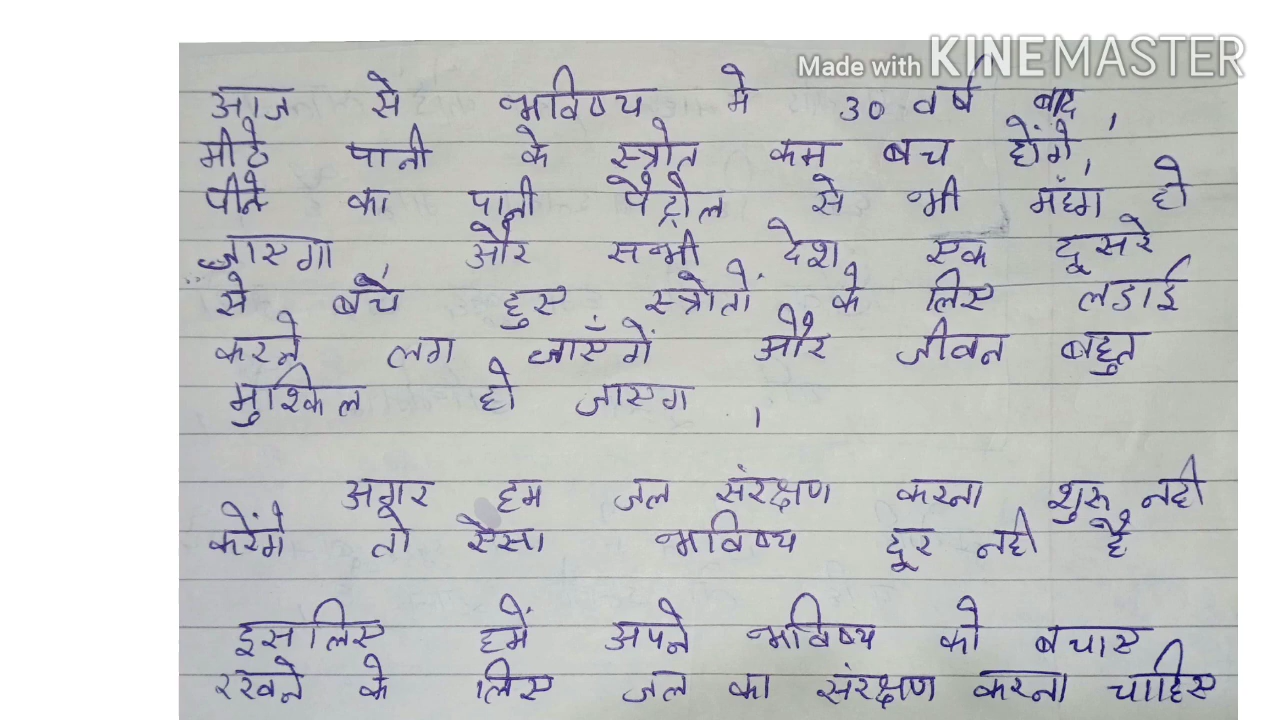 Made with KINEMASTER
आज से भविष्य मे 30 वर्ष बाद,
मीठे पानी के स्त्रोत कम बच होंगे,
पीने का पानी पेट्रोल से भी मंहग हो
जाएगा, और सभी देश एक दूसरे
से बचे हुए स्त्रोतों के लिए लडाई
करने लग जाएँगें और जीवन बहुत
मुश्किल हो जाएग ।
अगर हम जल संरक्षण करना शुरू नही
करेंगे तो ऐसा भविष्य दूर नही है
इसलिए हमें अपने भविष्य को बचाए
रखने के लिए जल का संरक्षण करना चाहिए